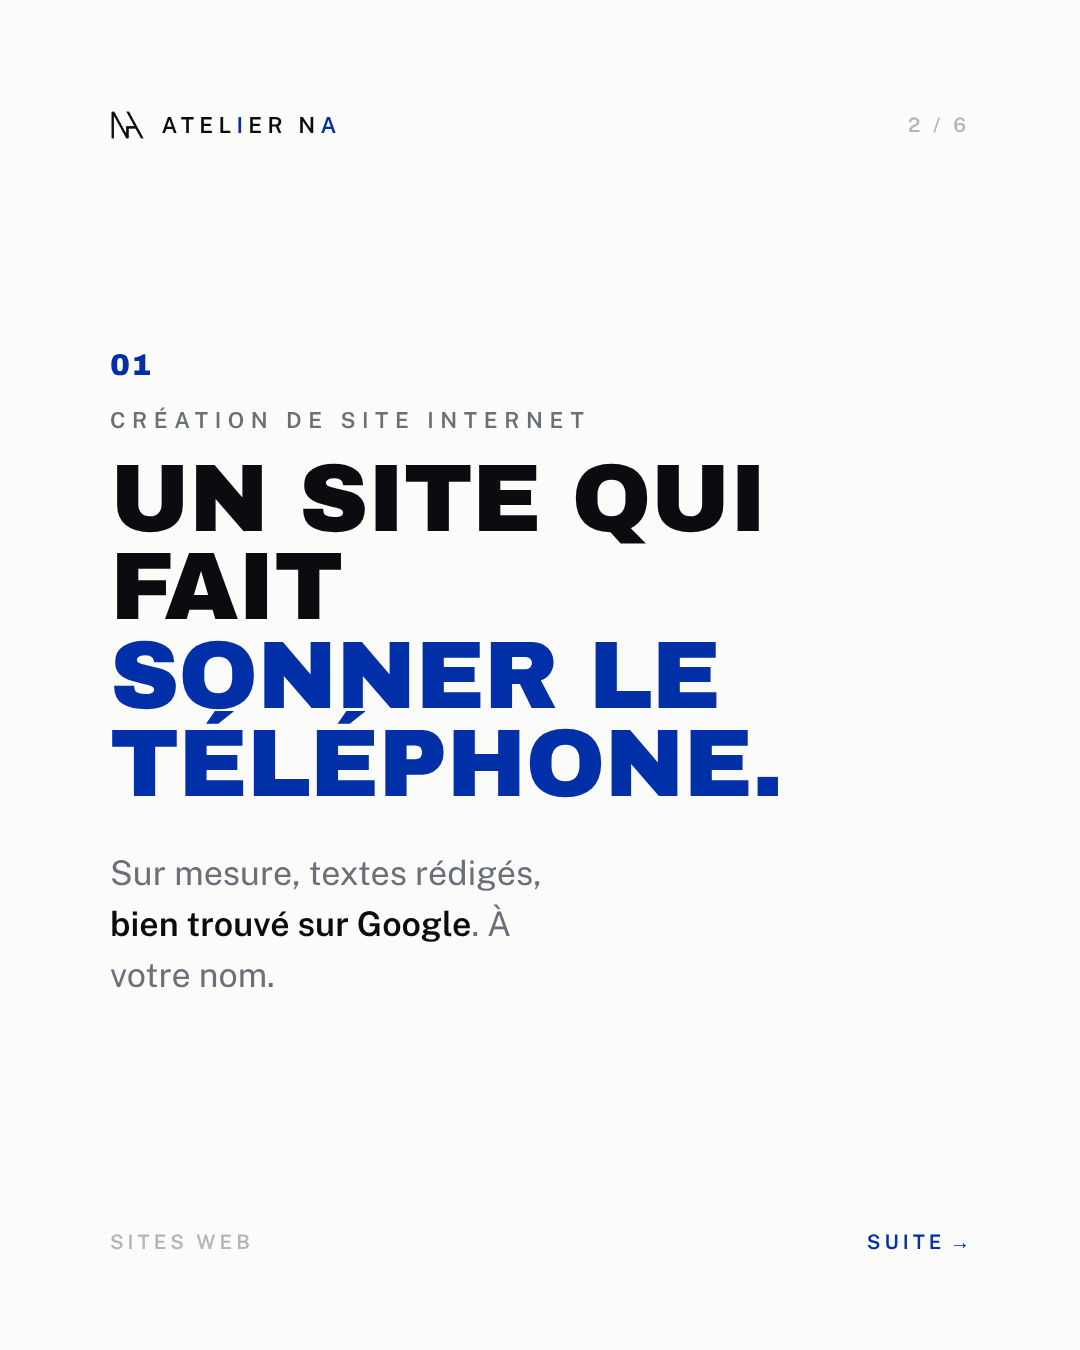 ATELIER NA
2 / 6
01
CRÉATION DE SITE INTERNET
UN SITE QUI
FAIT
SONNER LE
TÉLÉPHONE.
Sur mesure, textes rédigés,
bien trouvé sur Google. À
votre nom.
SITES WEB
SUITE →